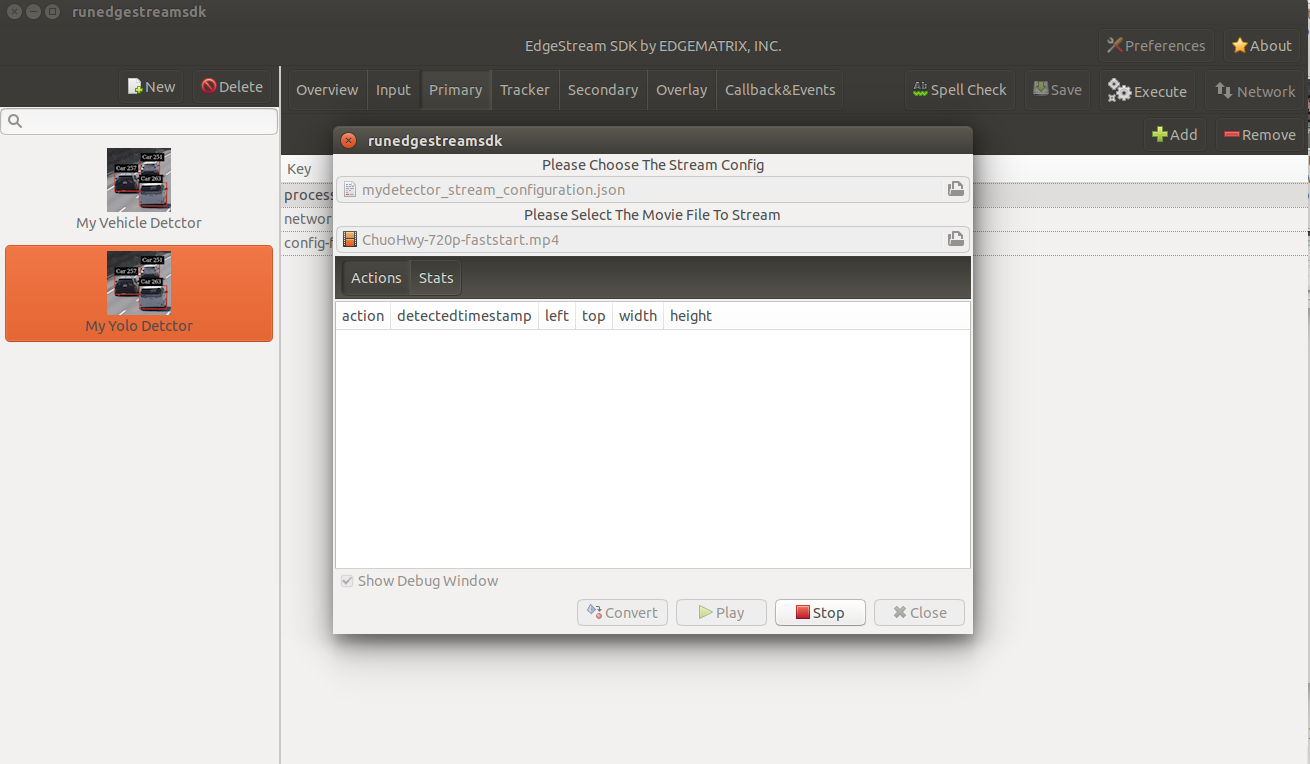 runedgestreamsdk
EdgeStream SDK by EDGEMATRIX, INC.
Preferences
About
New
Delete
Overview
Input
Primary
Tracker
Secondary
Overlay
Callback&Events
Spell Check
Save
Execute
Network
Add
Remove
Car 251
Car 257
Car 263
My Vehicle Detctor
Car 251
Car 257
Car 263
My Yolo Detctor
Key
process
networ
config-f
runedgestreamsdk
Please Choose The Stream Config
mydetector_stream_configuration.json
Please Select The Movie File To Stream
ChuoHwy-720p-faststart.mp4
Actions
Stats
action
detectedtimestamp
left
top
width
height
Show Debug Window
Convert
Play
Stop
Close